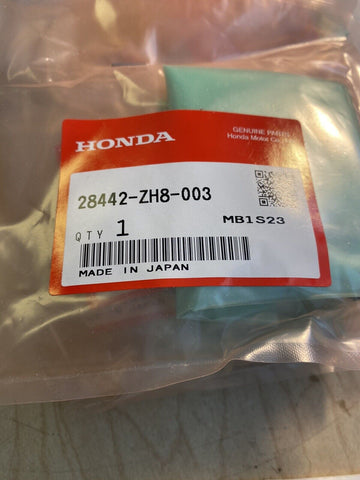 HONDA
GENUINE PARTS
Honda Motor Co.,
28442-ZH8-003
MB1S23
QTY 1
MADE IN JAPAN